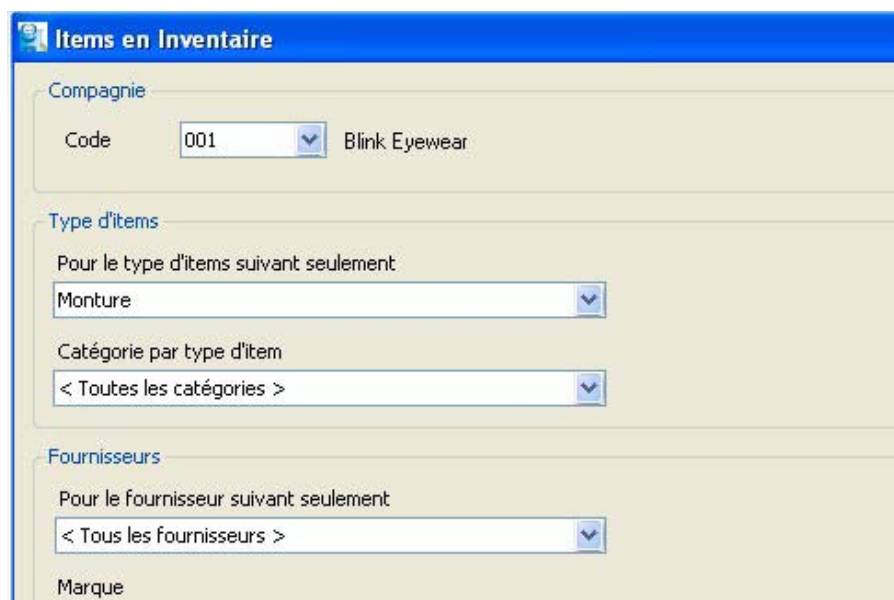 Items en Inventaire
Compagnie
Code 001 Blink Eyewear
Type d'items
Pour le type d'items suivant seulement
Monture
Catégorie par type d'item
< Toutes les catégories >
Fournisseurs
Pour le fournisseur suivant seulement
< Tous les fournisseurs >
Marque